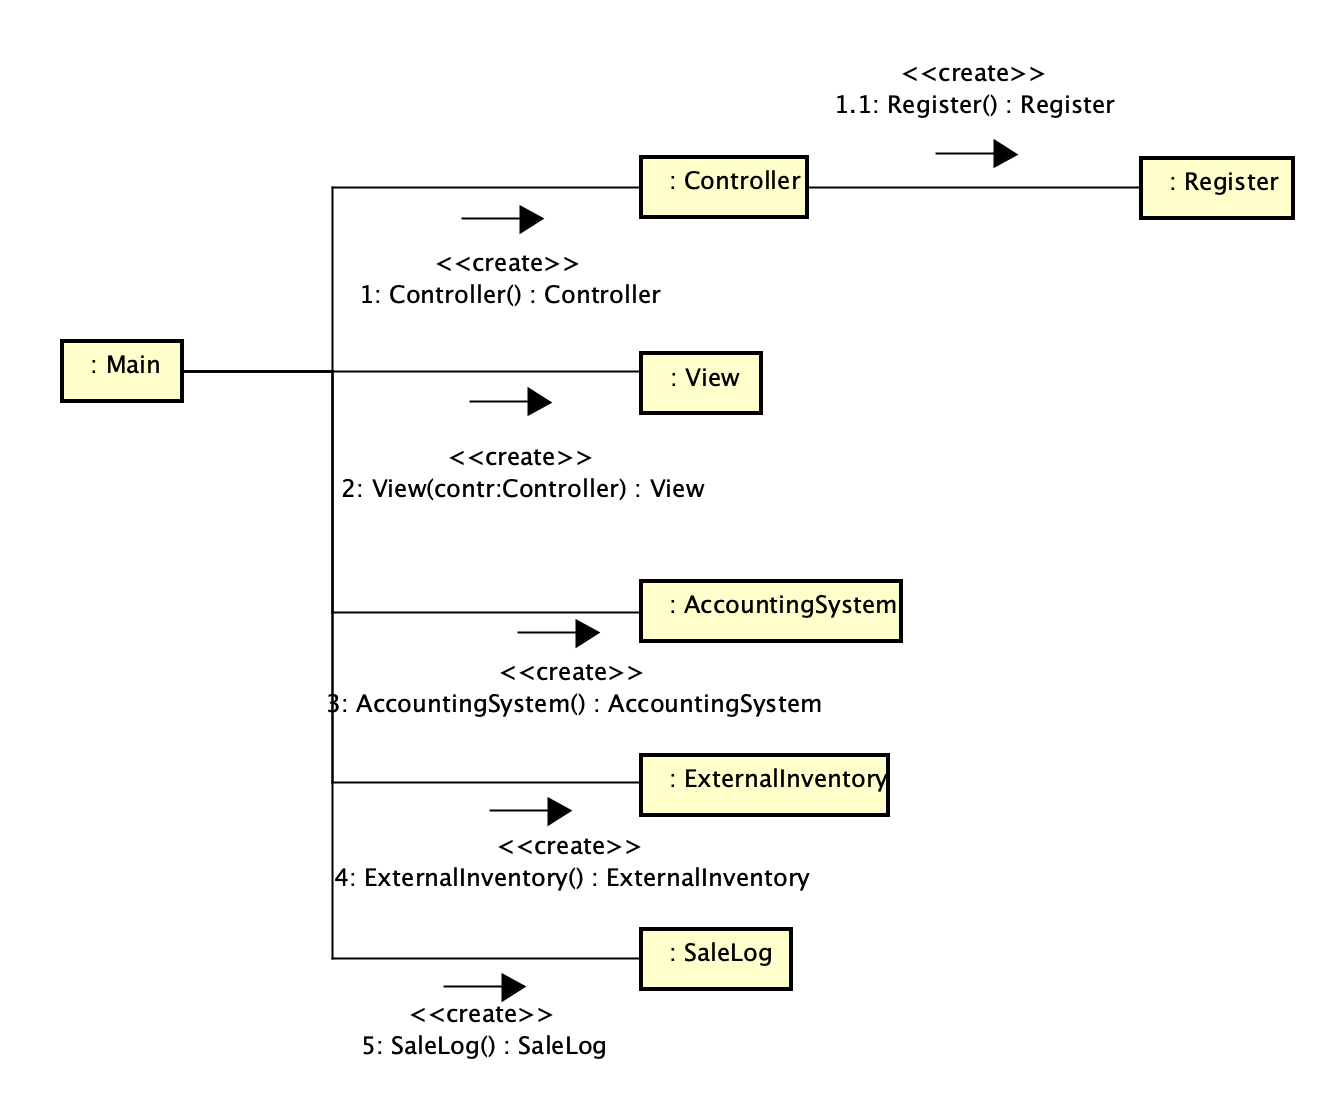 <<create>>
1.1: Register() : Register
: Controller
: Register
<<create>>
1: Controller() : Controller
: Main
: View
<<create>>
2: View(contr:Controller) : View
: AccountingSystem
<<create>>
3: AccountingSystem() : AccountingSystem
: ExternalInventory
<<create>>
4: ExternalInventory() : ExternalInventory
: SaleLog
<<create>>
5: SaleLog() : SaleLog